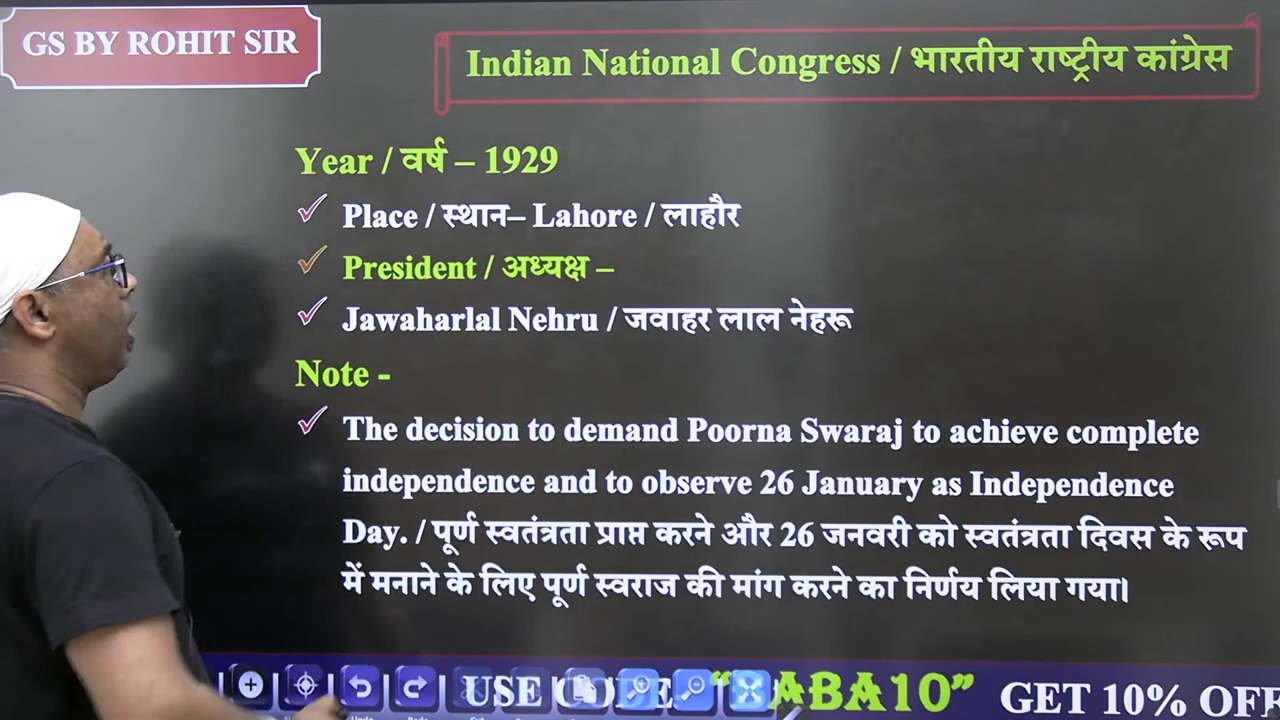 GS BY ROHIT SIR
Indian National Congress / भारतीय राष्ट्रीय कांग्रेस
Year / वर्ष – 1929
Place / स्थान– Lahore / लाहौर
President / अध्यक्ष –
Jawaharlal Nehru / जवाहर लाल नेहरू
Note -
The decision to demand Poorna Swaraj to achieve complete
independence and to observe 26 January as Independence
Day. / पूर्ण स्वतंत्रता प्राप्त करने और 26 जनवरी को स्वतंत्रता दिवस के रूप
में मनाने के लिए पूर्ण स्वराज की मांग करने का निर्णय लिया गया।
USE CODE “ ABA10” GET 10% OFF